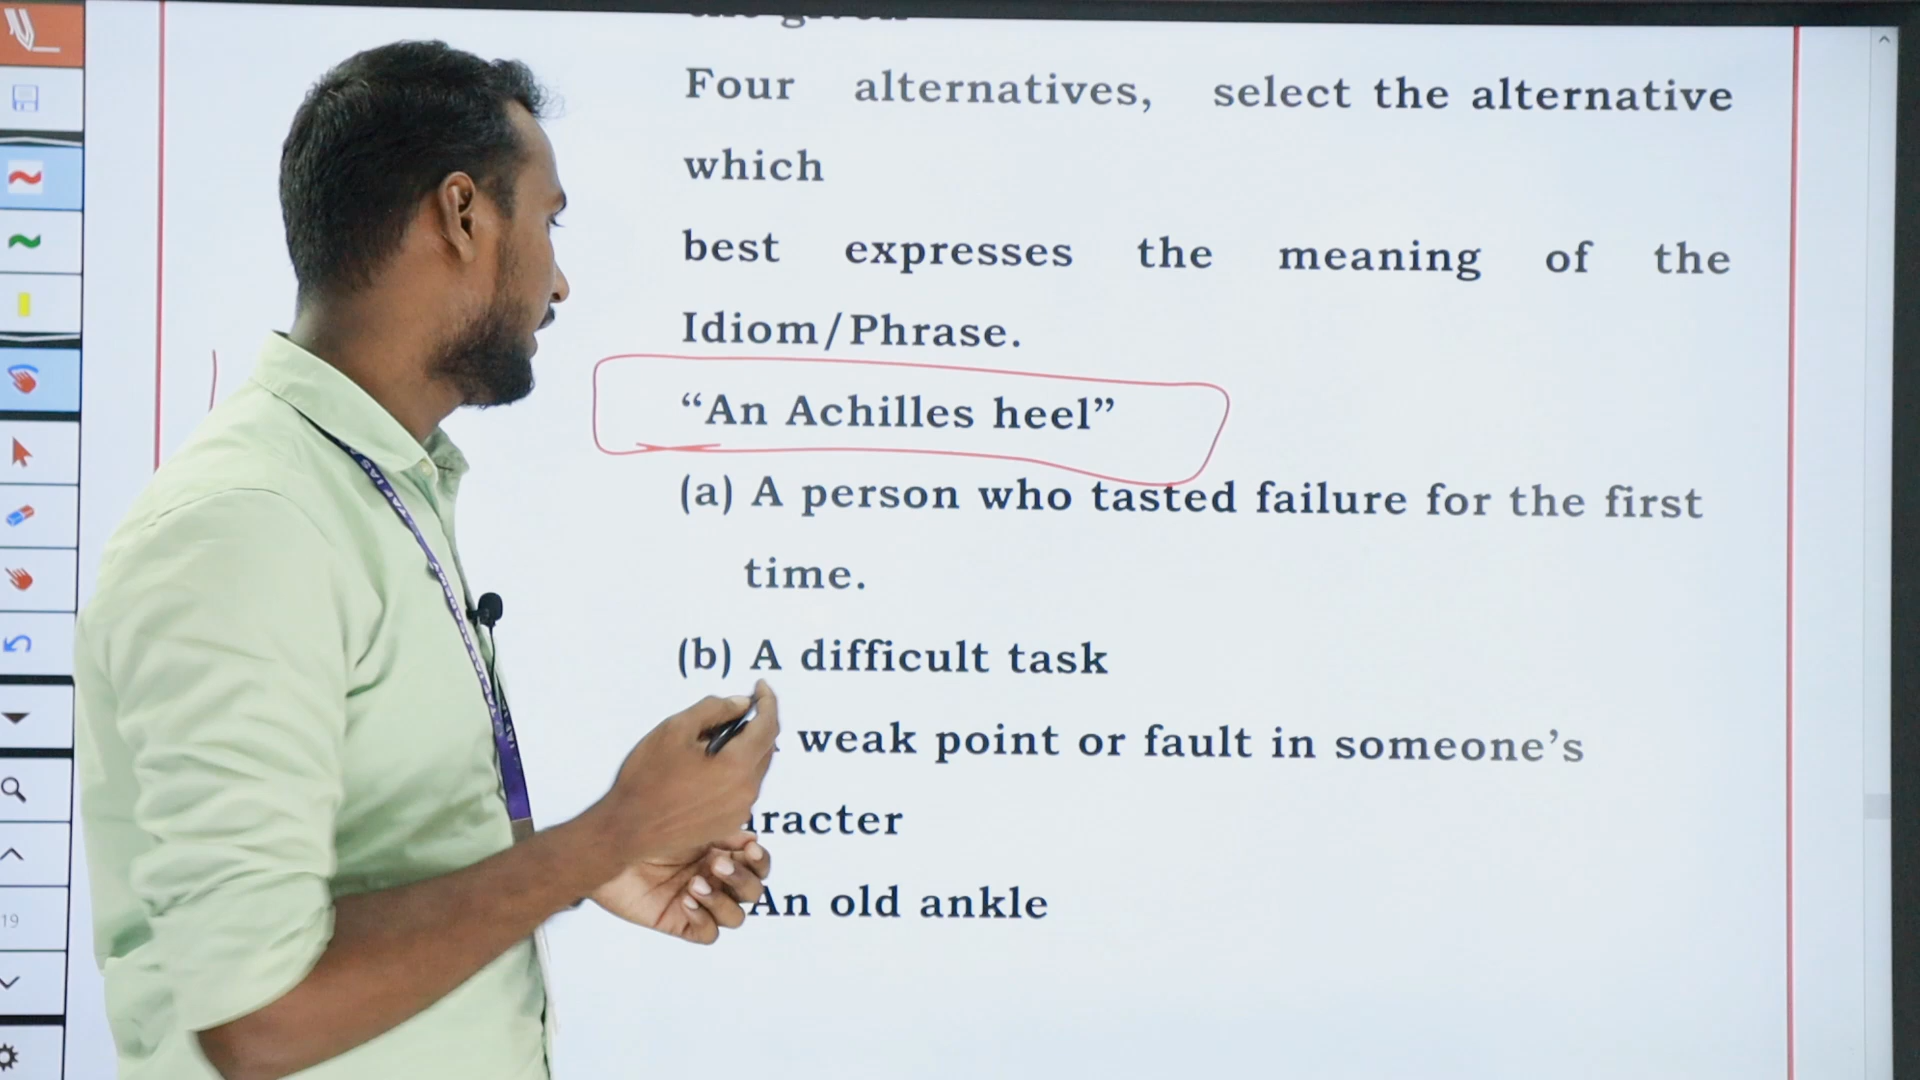 Four alternatives, select the alternative
which
best expresses the meaning of the
Idiom/Phrase.
“An Achilles heel”
(a) A person who tasted failure for the first
time.
(b) A difficult task
weak point or fault in someone’s
An old ankle
19